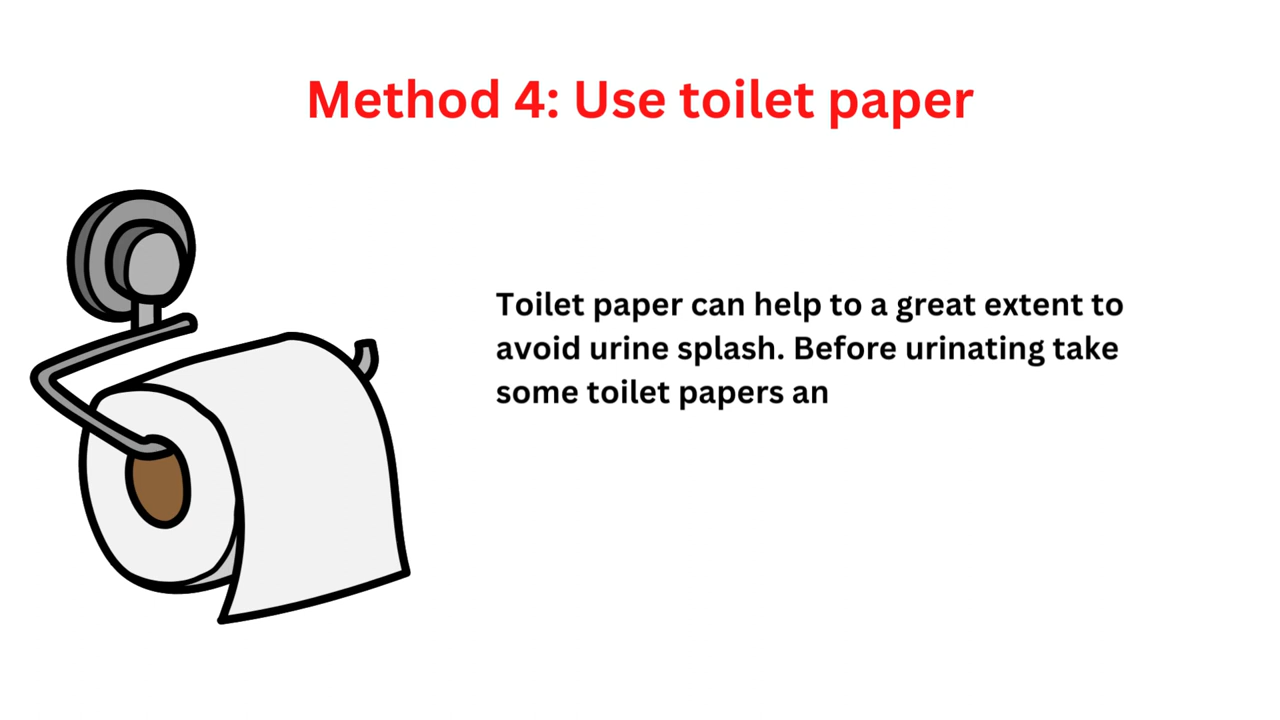 Method 4: Use toilet paper
Toilet paper can help to a great extent to
avoid urine splash. Before urinating take
some toilet papers an